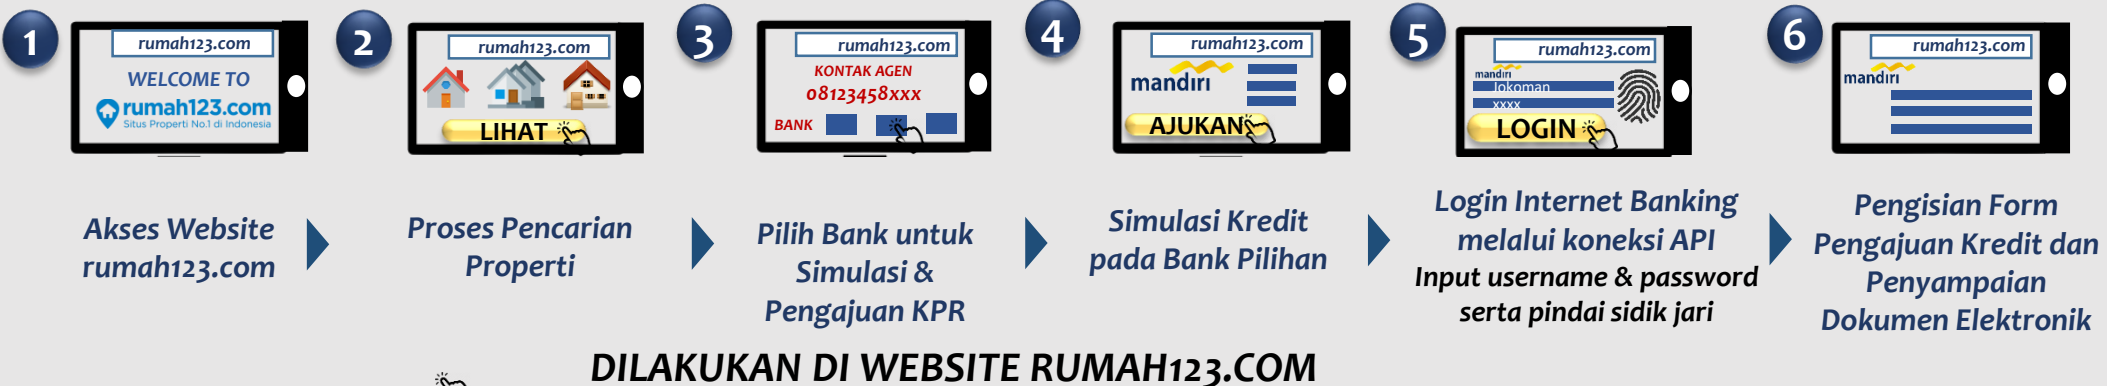 1
rumah123.com
WELCOME TO
rumah123.com
Situs Properti No.1 di Indonesia
Akses Website
rumah123.com
2
rumah123.com
LIHAT
Proses Pencarian
Properti
3
rumah123.com
KONTAK AGEN
08123458xxx
BANK
Pilih Bank untuk
Simulasi &
Pengajuan KPR
4
rumah123.com
mandiri
AJUKAN
Simulasi Kredit
pada Bank Pilihan
5
rumah123.com
mandiri
Jokoman
xxxx
LOGIN
Login Internet Banking
melalui koneksi API
Input username & password
serta pindai sidik jari
6
rumah123.com
mandiri
Pengisian Form
Pengajuan Kredit dan
Penyampaian
Dokumen Elektronik
DILAKUKAN DI WEBSITE RUMAH123.COM